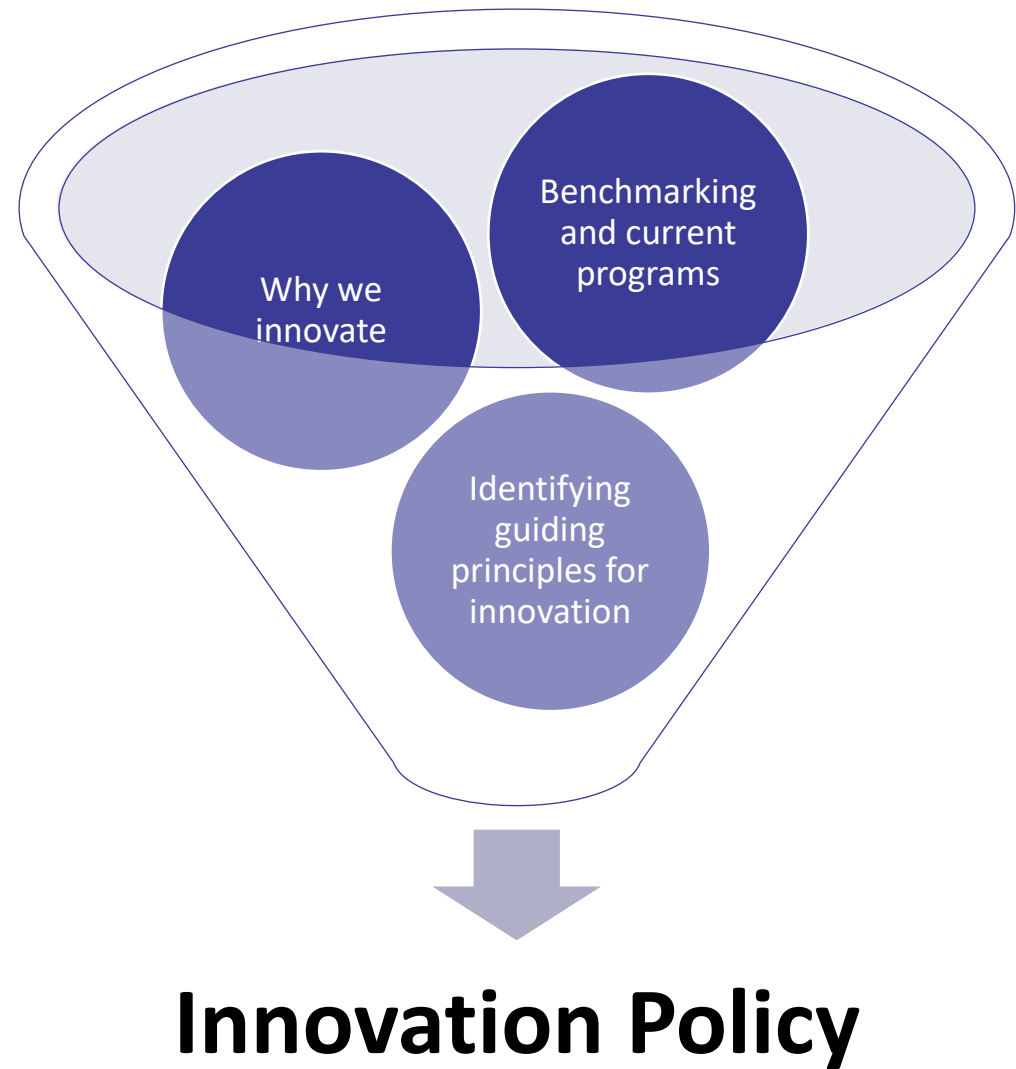 Benchmarking
and current
programs
Why we
innovate
Identifying
guiding
principles for
innovation
Innovation Policy